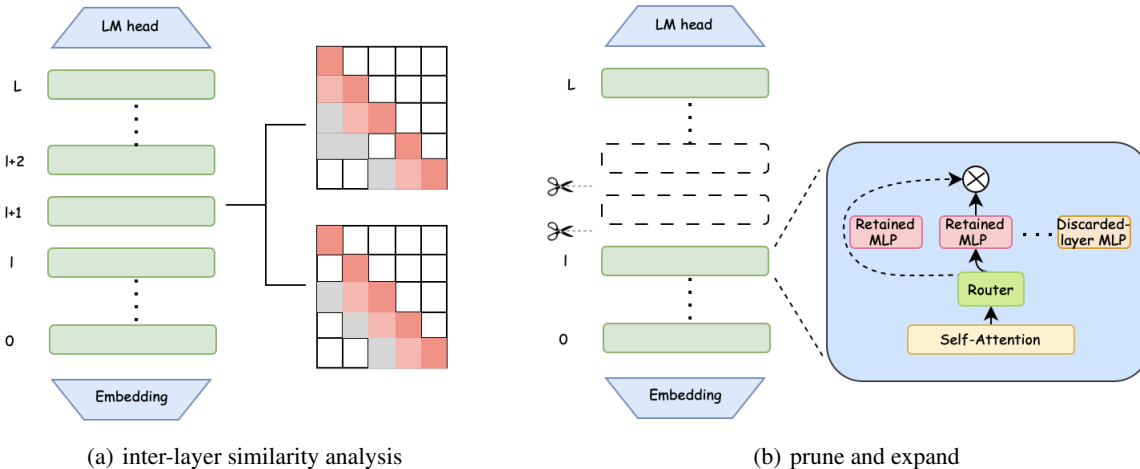 LM head
L
l+2
l+1
l
0
Embedding
(a) inter-layer similarity analysis
LM head
L
l
0
Embedding
Retained
MLP
Retained
MLP
Discarded-
layer MLP
Router
Self-Attention
(b) prune and expand